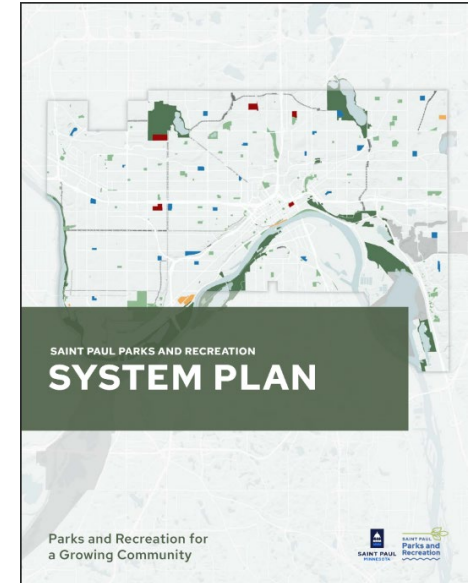 SAINT PAUL PARKS AND RECREATION
SYSTEM PLAN
Parks and Recreation for
a Growing Community
SAINT PAUL
MINNESOTA
SAINT PAUL
Parks and
Recreation